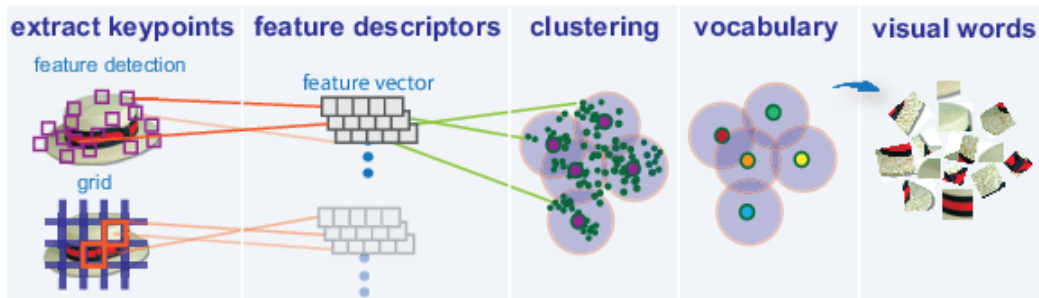 extract keypoints
feature descriptors
clustering
vocabulary
visual words
feature detection
feature vector
grid